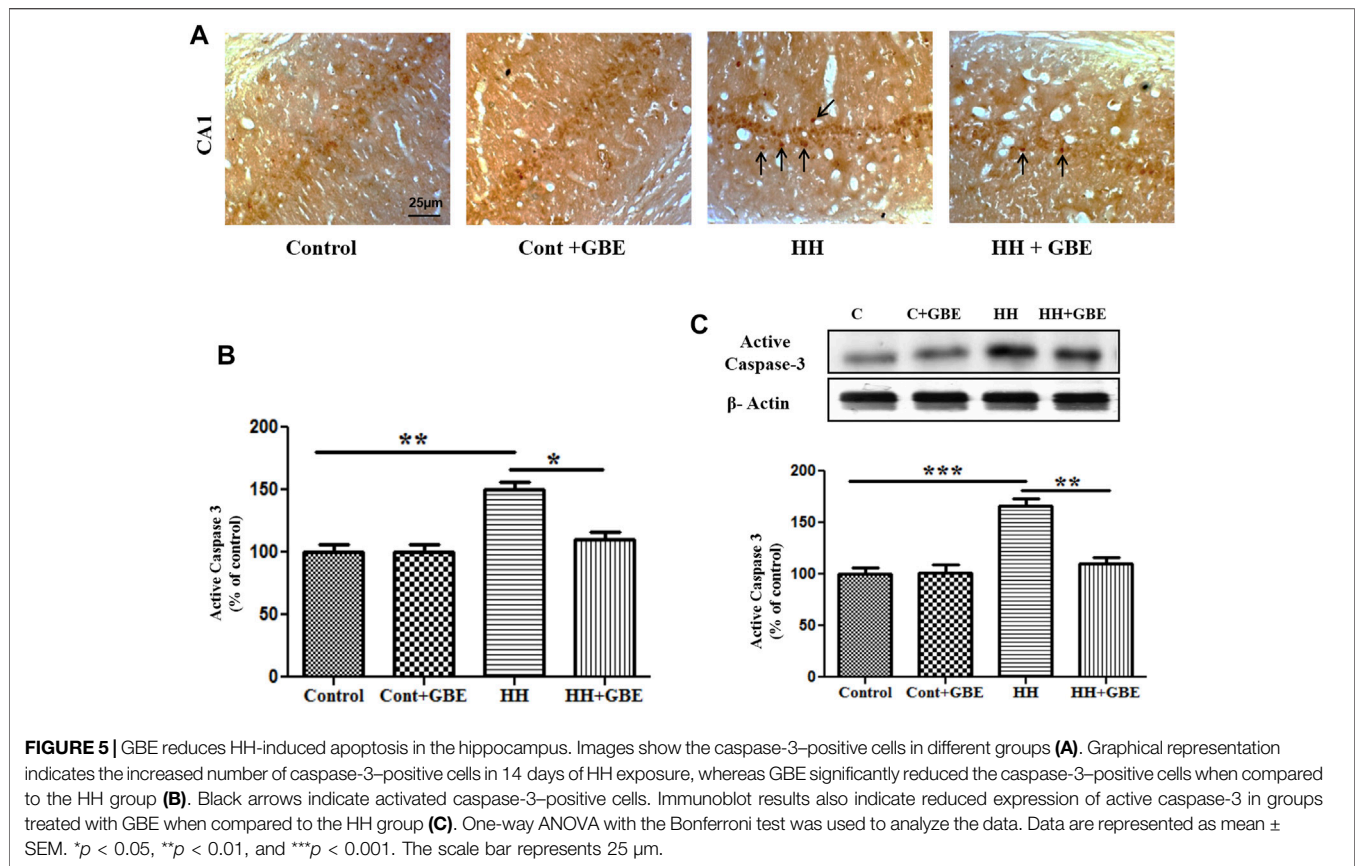 A
CA1
25µm
Control
Cont +GBE
HH
HH + GBE
B
200
150
100
50
0
Active Caspase 3
(% of control)
**
*
Control
Cont+GBE
HH
HH+GBE
C
C
C+GBE
HH
HH+GBE
Active
Caspase-3
β- Actin
200
150
100
50
0
Active Caspase 3
(% of control)
***
**
Control
Cont+GBE
HH
HH+GBE
FIGURE 5 | GBE reduces HH-induced apoptosis in the hippocampus. Images show the caspase-3–positive cells in different groups (A). Graphical representation
indicates the increased number of caspase-3–positive cells in 14 days of HH exposure, whereas GBE significantly reduced the caspase-3–positive cells when compared
to the HH group (B). Black arrows indicate activated caspase-3–positive cells. Immunoblot results also indicate reduced expression of active caspase-3 in groups
treated with GBE when compared to the HH group (C). One-way ANOVA with the Bonferroni test was used to analyze the data. Data are represented as mean ±
SEM. *p < 0.05, **p < 0.01, and ***p < 0.001. The scale bar represents 25 µm.